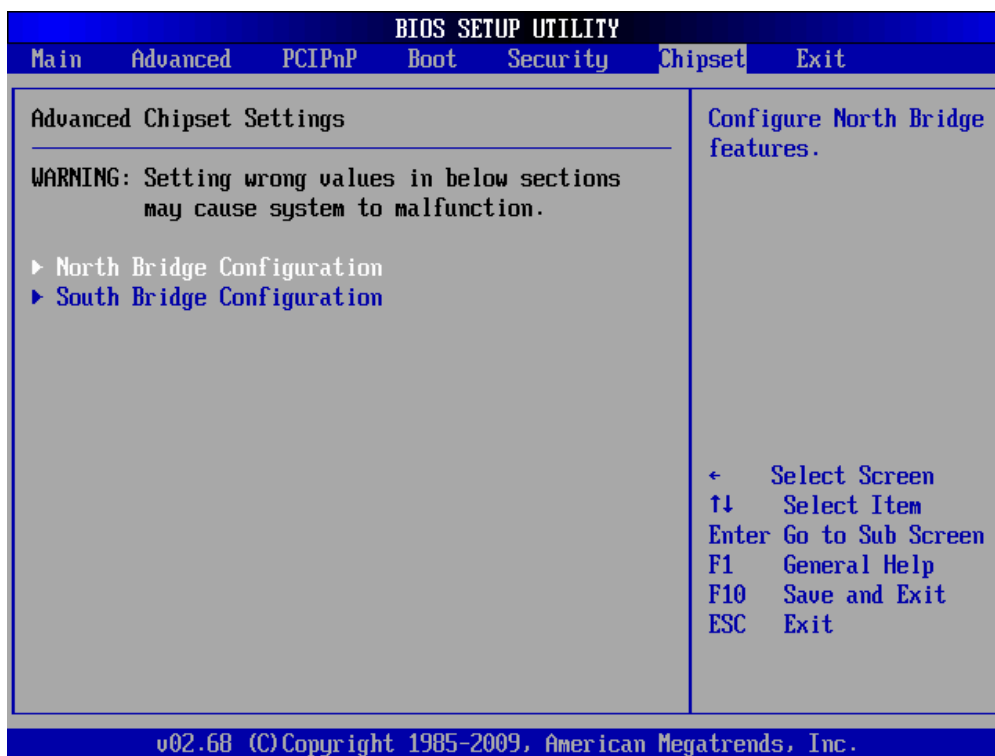 BIOS SETUP UTILITY
Main Advanced PCIPnP Boot Security Chipset Exit
Advanced Chipset Settings
WARNING: Setting wrong values in below sections
may cause system to malfunction.
▶ North Bridge Configuration
▶ South Bridge Configuration
Configure North Bridge
features.
← Select Screen
↑↓ Select Item
Enter Go to Sub Screen
F1 General Help
F10 Save and Exit
ESC Exit
v02.68 (C)Copyright 1985-2009, American Megatrends, Inc.